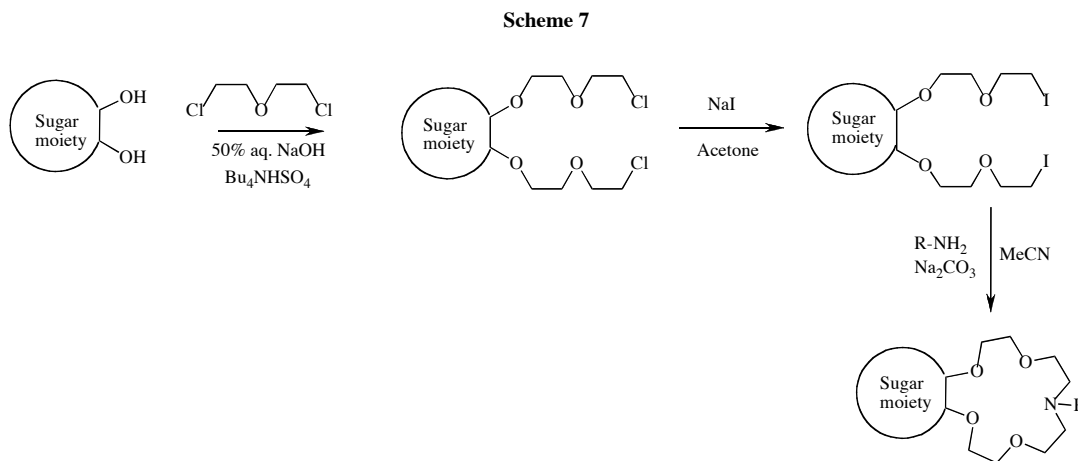 Scheme 7
Sugar
moiety
OH
OH
Cl
O
Cl
50% aq. NaOH
Bu4NHSO4
Sugar
moiety
O
O
Cl
O
O
Cl
NaI
Acetone
Sugar
moiety
O
O
I
O
O
I
R-NH2
Na2CO3
MeCN
Sugar
moiety
O
O
N
O
O